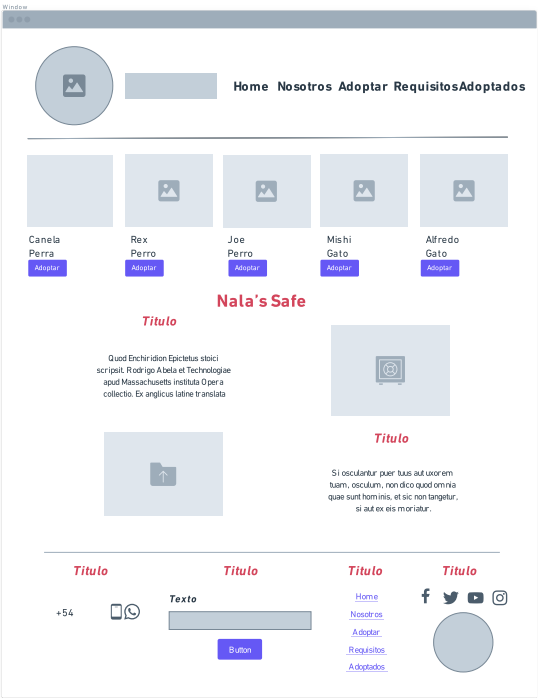 Window
Home Nosotros Adoptar Requisitos Adoptados
Canela
Perra
Adoptar
Rex
Perro
Adoptar
Joe
Perro
Adoptar
Mishi
Gato
Adoptar
Alfredo
Gato
Adoptar
Nala's Safe
Titulo
Quod Enchiridion Epictetus stoici
scripsit. Rodrigo Abela et Technologiae
apud Massachusetts instituta Opera
collectio. Ex anglicus latine translata
Titulo
Si osculantur puer tuus aut uxorem
tuam, osculum, non dico quod omnia
quae sunt hominis, et sic non tangetur,
si aut ex eis moriatur.
Titulo
+54
Titulo
Texto
Button
Titulo
Home
Nosotros
Adoptar
Requisitos
Adoptados
Titulo